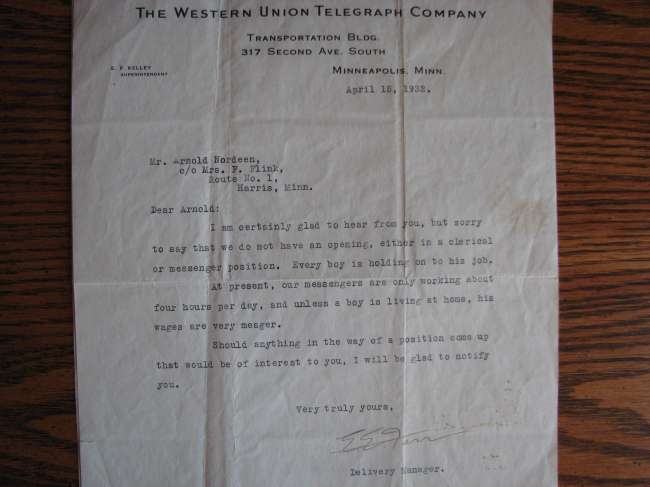 THE WESTERN UNION TELEGRAPH COMPANY
TRANSPORTATION BLDG.
317 SECOND AVE. SOUTH
E. F. KELLEY
SUPERINTENDENT
MINNEAPOLIS, MINN.
April 15, 1932.
Mr. Arnold Nordeen,
c/o Mrs. F. Flink,
Route No. 1,
Harris, Minn.
Dear Arnold:
I am certainly glad to hear from you, but sorry
to say that we do not have an opening, either in a clerical
or messenger position. Every boy is holding on to his job.
At present, our messengers are only working about
four hours per day, and unless a boy is living at home, his
wages are very meager.
Should anything in the way of a position come up
that would be of interest to you, I will be glad to notify
you.
Very truly yours,
Delivery Manager.